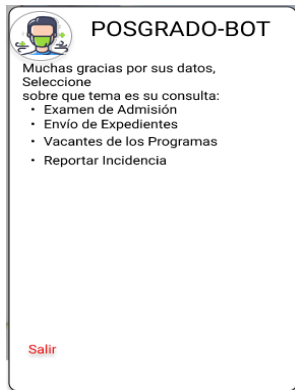 POSGRADO-BOT
Muchas gracias por sus datos,
Seleccione
sobre que tema es su consulta:
• Examen de Admisión
• Envío de Expedientes
• Vacantes de los Programas
• Reportar Incidencia
Salir